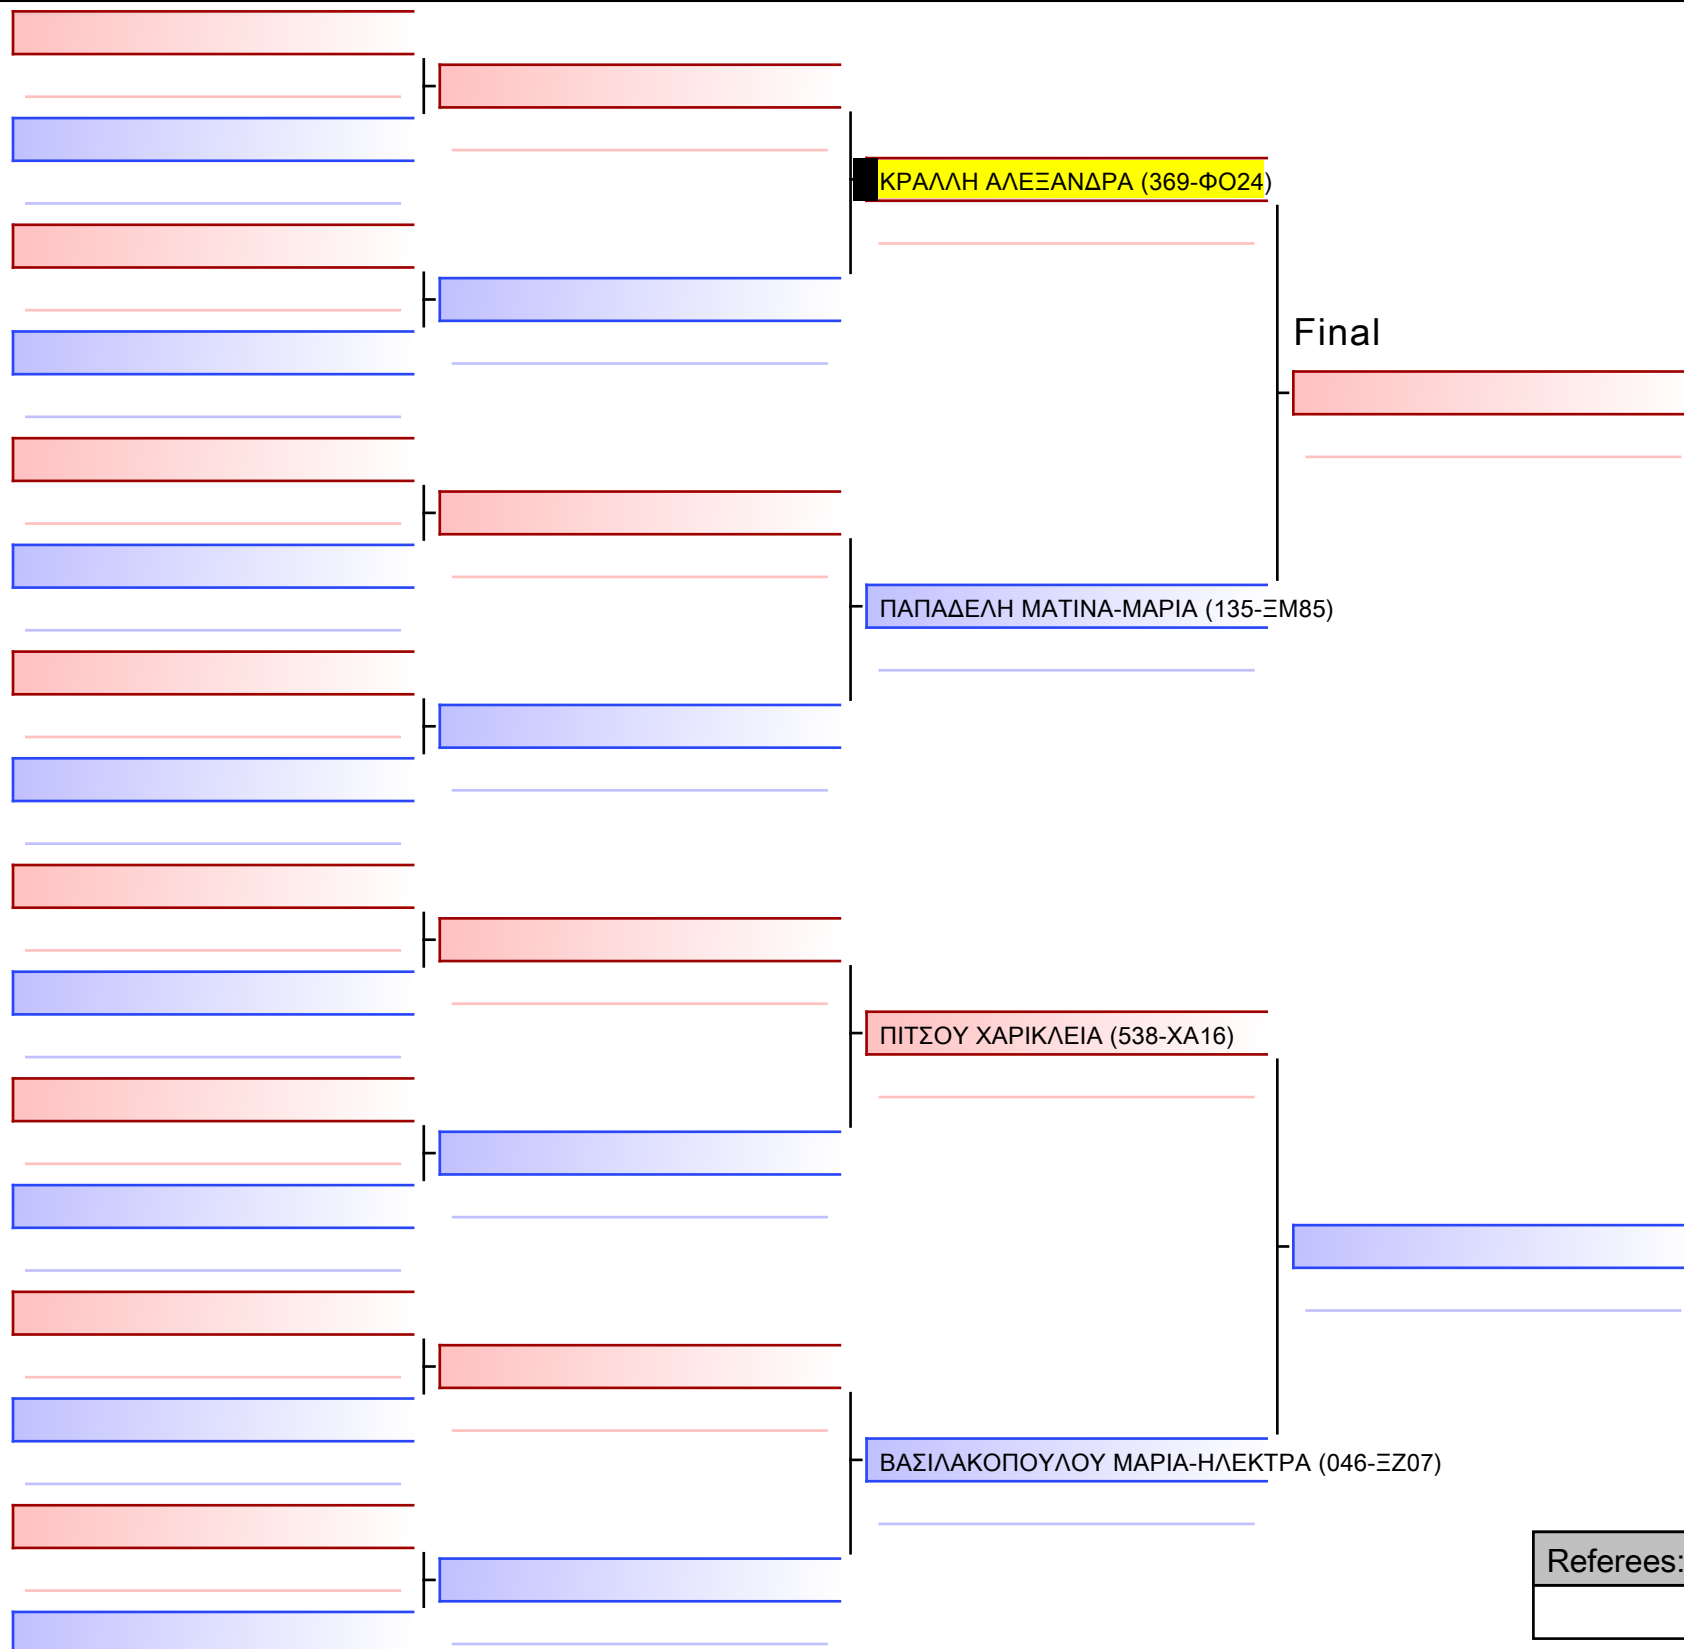 ΚΡΑΛΛΗ ΑΛΕΞΑΝΔΡΑ (369-ΦΟ24)
Final
ΠΑΠΑΔΕΛΗ ΜΑΤΙΝΑ-ΜΑΡΙΑ (135-ΞΜ85)
ΠΙΤΣΟΥ ΧΑΡΙΚΛΕΙΑ (538-ΧΑ16)
ΒΑΣΙΛΑΚΟΠΟΥΛΟΥ ΜΑΡΙΑ-ΗΛΕΚΤΡΑ (046-ΞΖ07)
Referees: